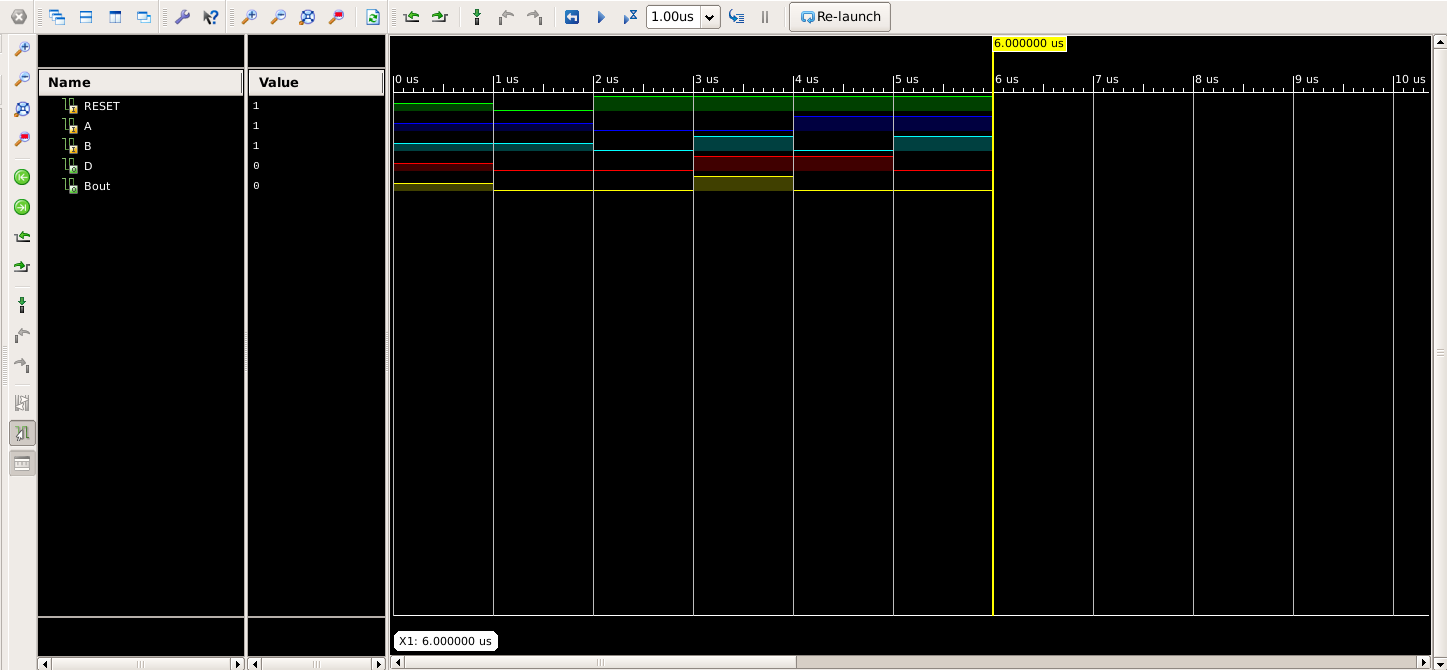 1.00us Re-launch
6.000000 us
Name Value 0 us 1 us 2 us 3 us 4 us 5 us 6 us 7 us 8 us 9 us 10 us
RESET 1
A 1
B 1
D 0
Bout 0
X1: 6.000000 us